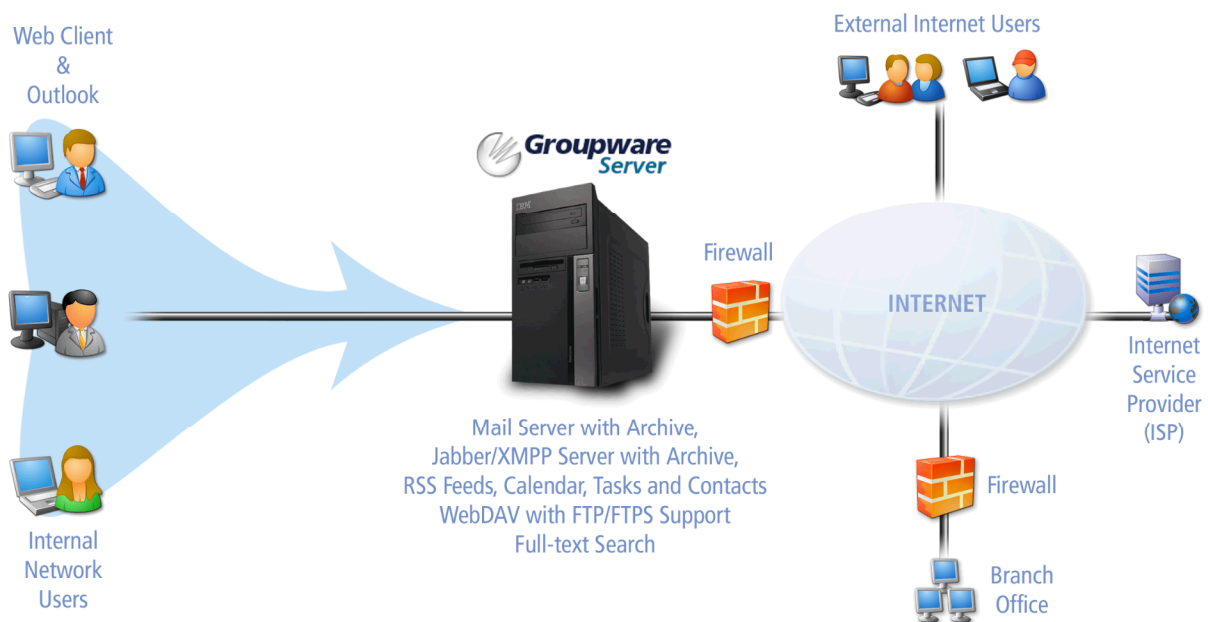 Web Client
&
Outlook
Internal
Network
Users
Groupware
Server
IBM
Mail Server with Archive,
Jabber/XMPP Server with Archive,
RSS Feeds, Calendar, Tasks and Contacts
WebDAV with FTP/FTPS Support
Full-text Search
Firewall
External Internet Users
INTERNET
Internet
Service
Provider
(ISP)
Firewall
Branch
Office